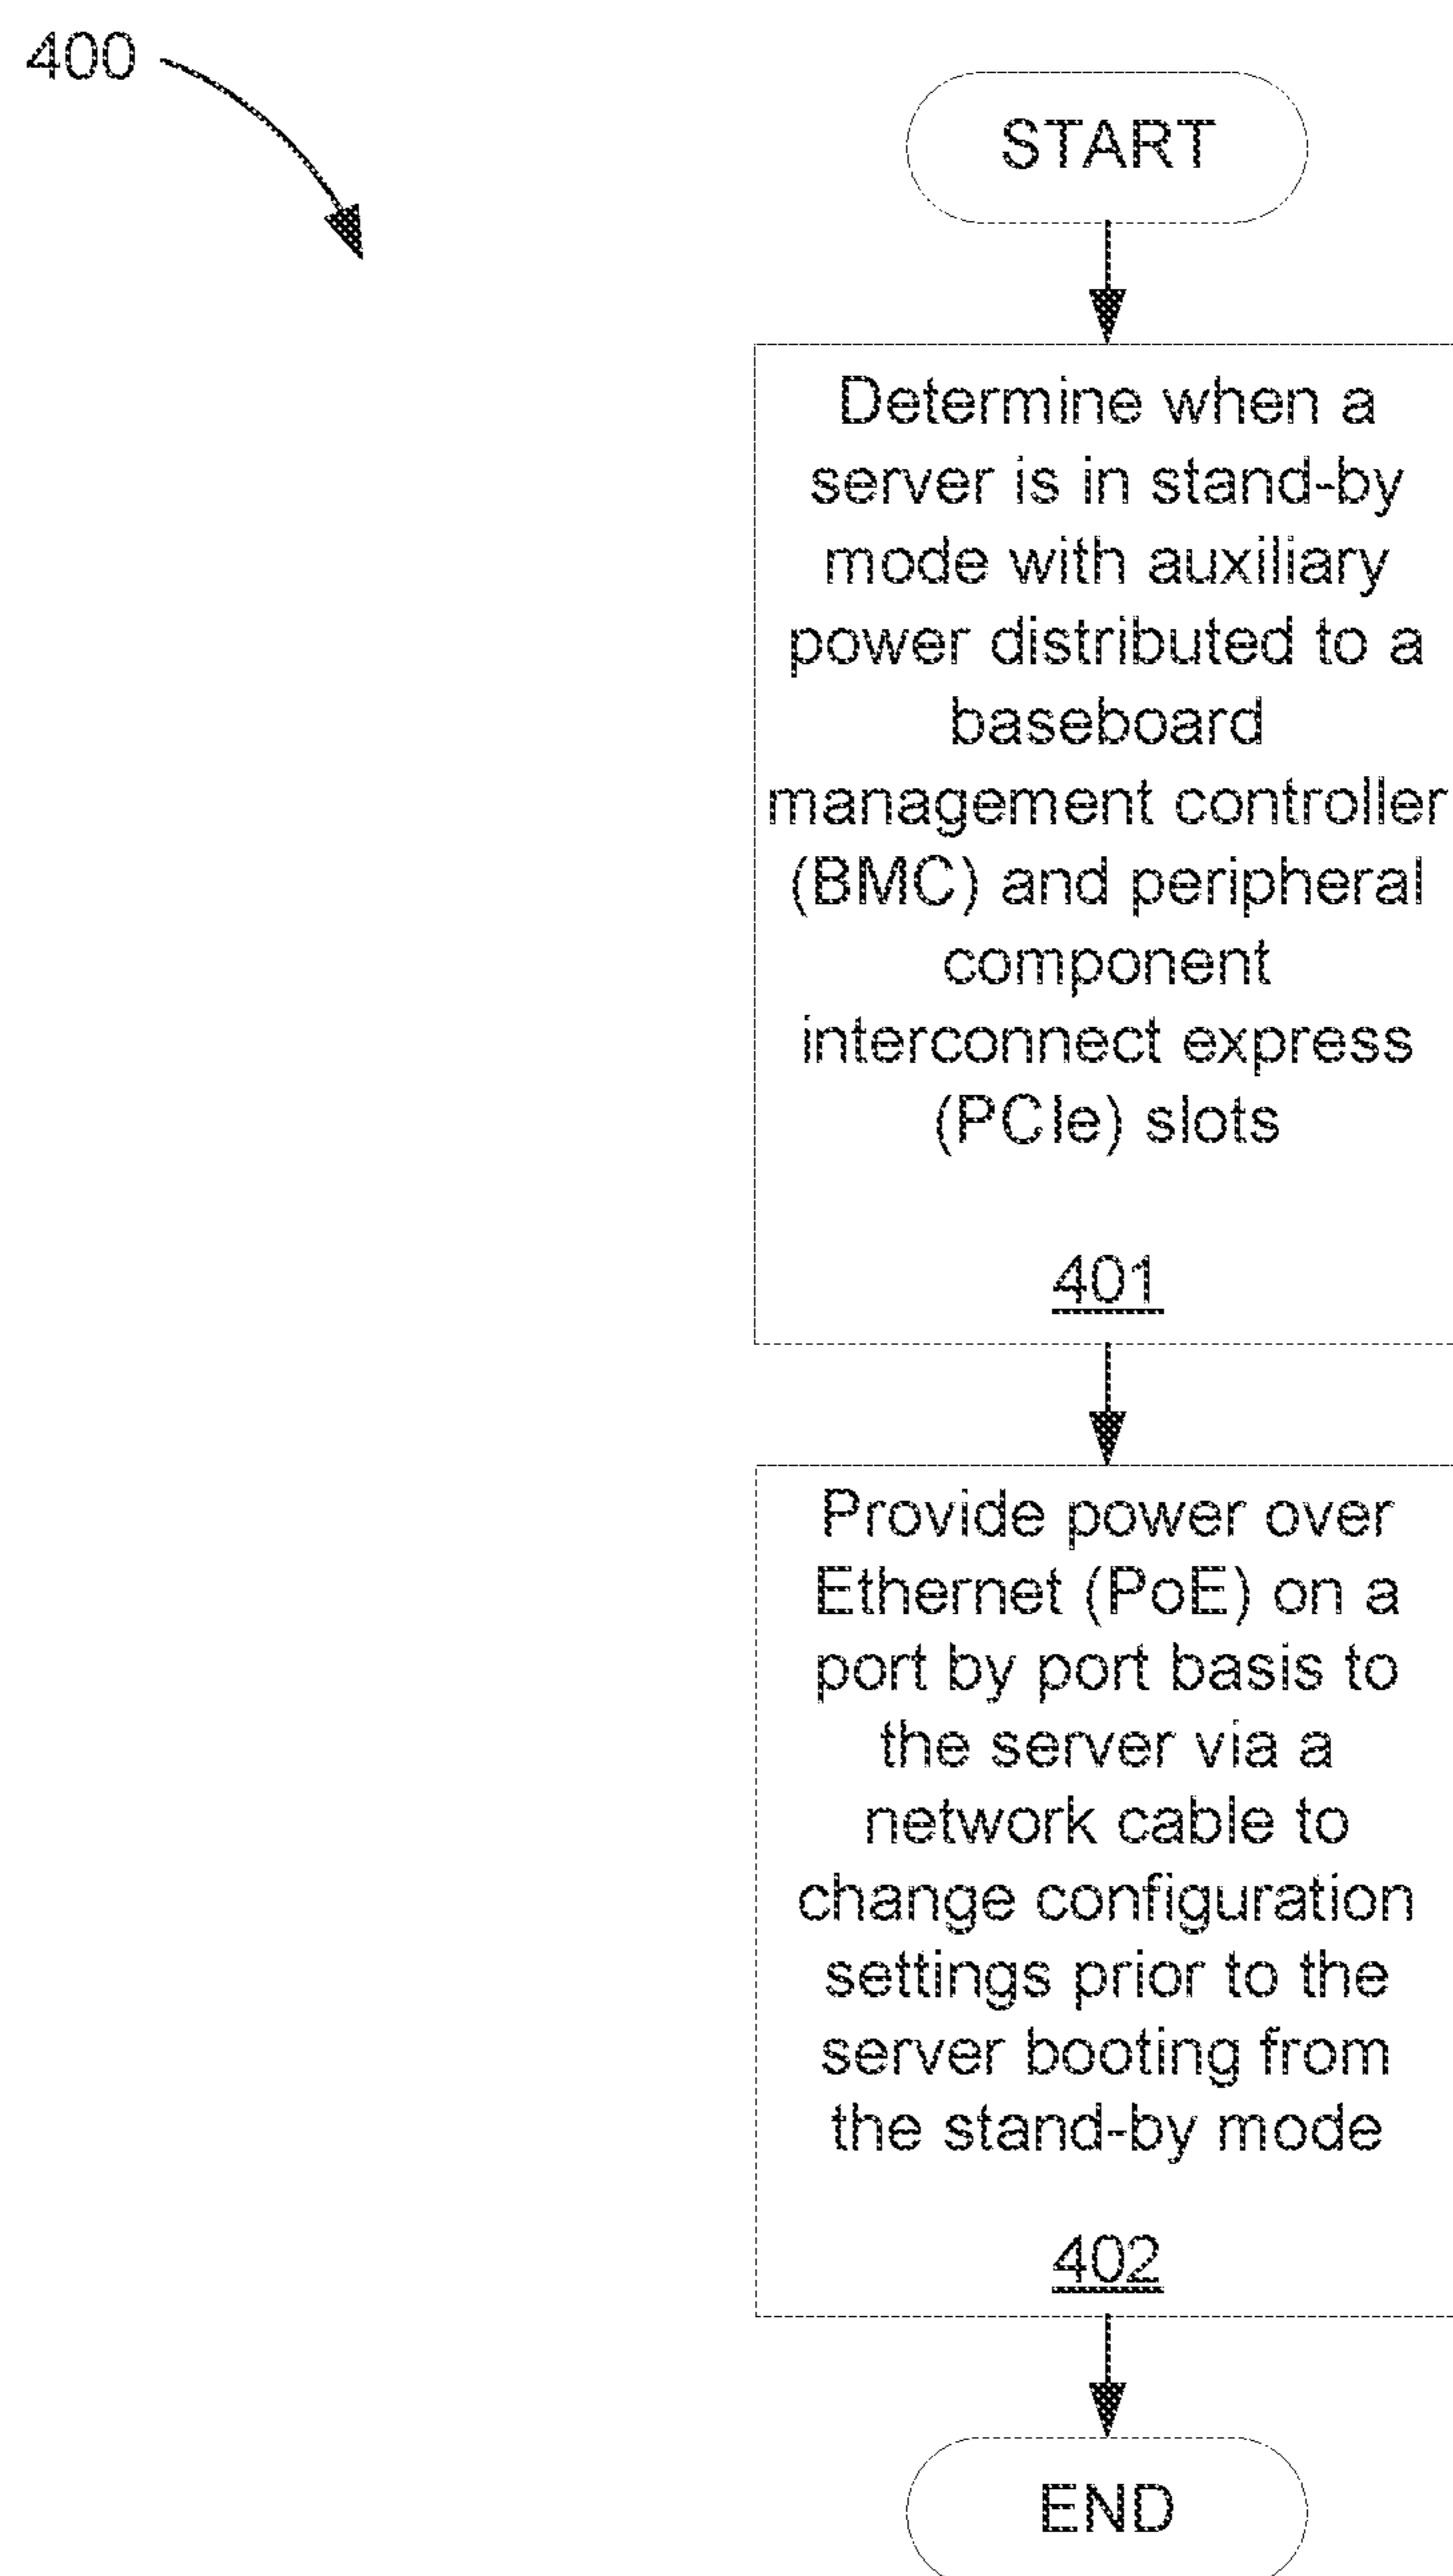 400
START
Determine when a
server is in stand-by
mode with auxiliary
power distributed to a
baseboard
management controller
(BMC) and peripheral
component
interconnect express
(PCIe) slots
401
Provide power over
Ethernet (PoE) on a
port by port basis to
the server via a
network cable to
change configuration
settings prior to the
server booting from
the stand-by mode
402
END